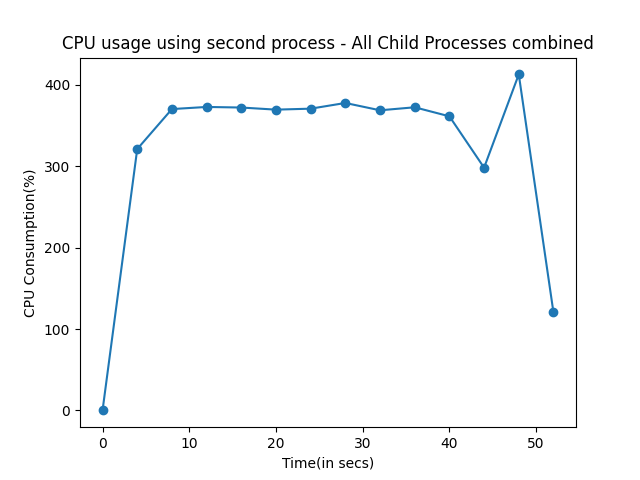 CPU usage using second process - All Child Processes combined
400
300
200
100
0
CPU Consumption(%)
0 10 20 30 40 50
Time(in secs)